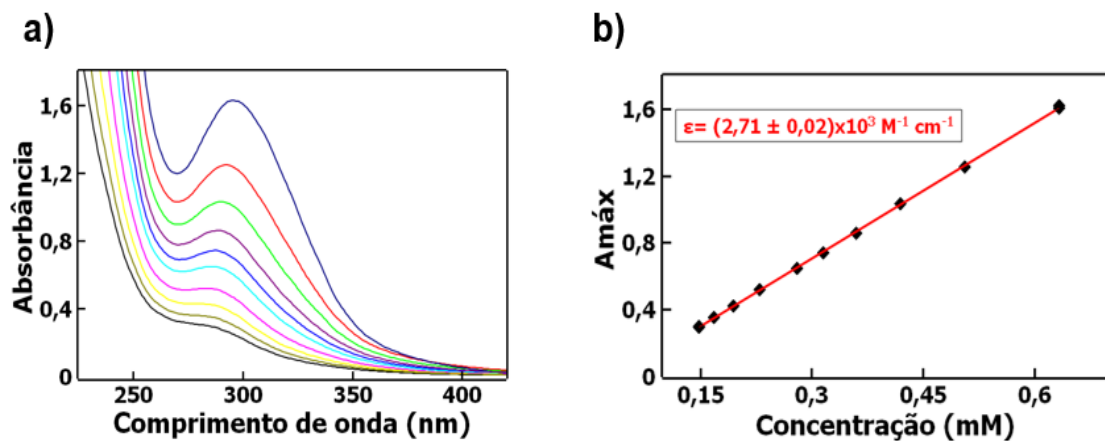 a)
Absorbância
1,6
1,2
0,8
0,4
0
250
300
350
400
Comprimento de onda (nm)
b)
Amáx
1,6
1,2
0,8
0,4
0
ε= (2,71 ± 0,02)x10³ M⁻¹ cm⁻¹
0,15
0,3
0,45
0,6
Concentração (mM)